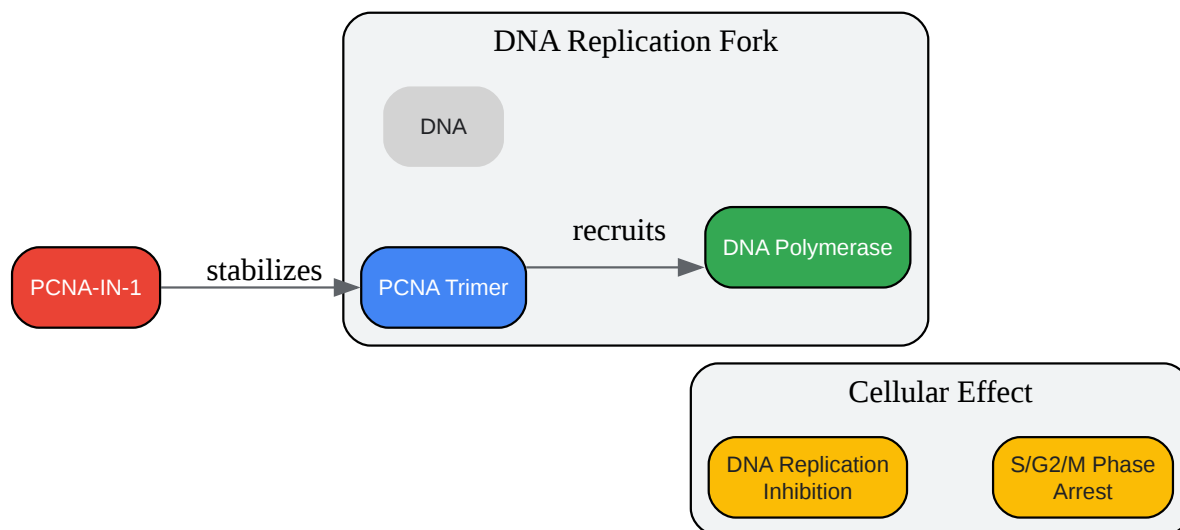 DNA Replication Fork
DNA
recruits
DNA Polymerase
PCNA-IN-1
stabilizes
PCNA Trimer
Cellular Effect
DNA Replication
Inhibition
S/G2/M Phase
Arrest